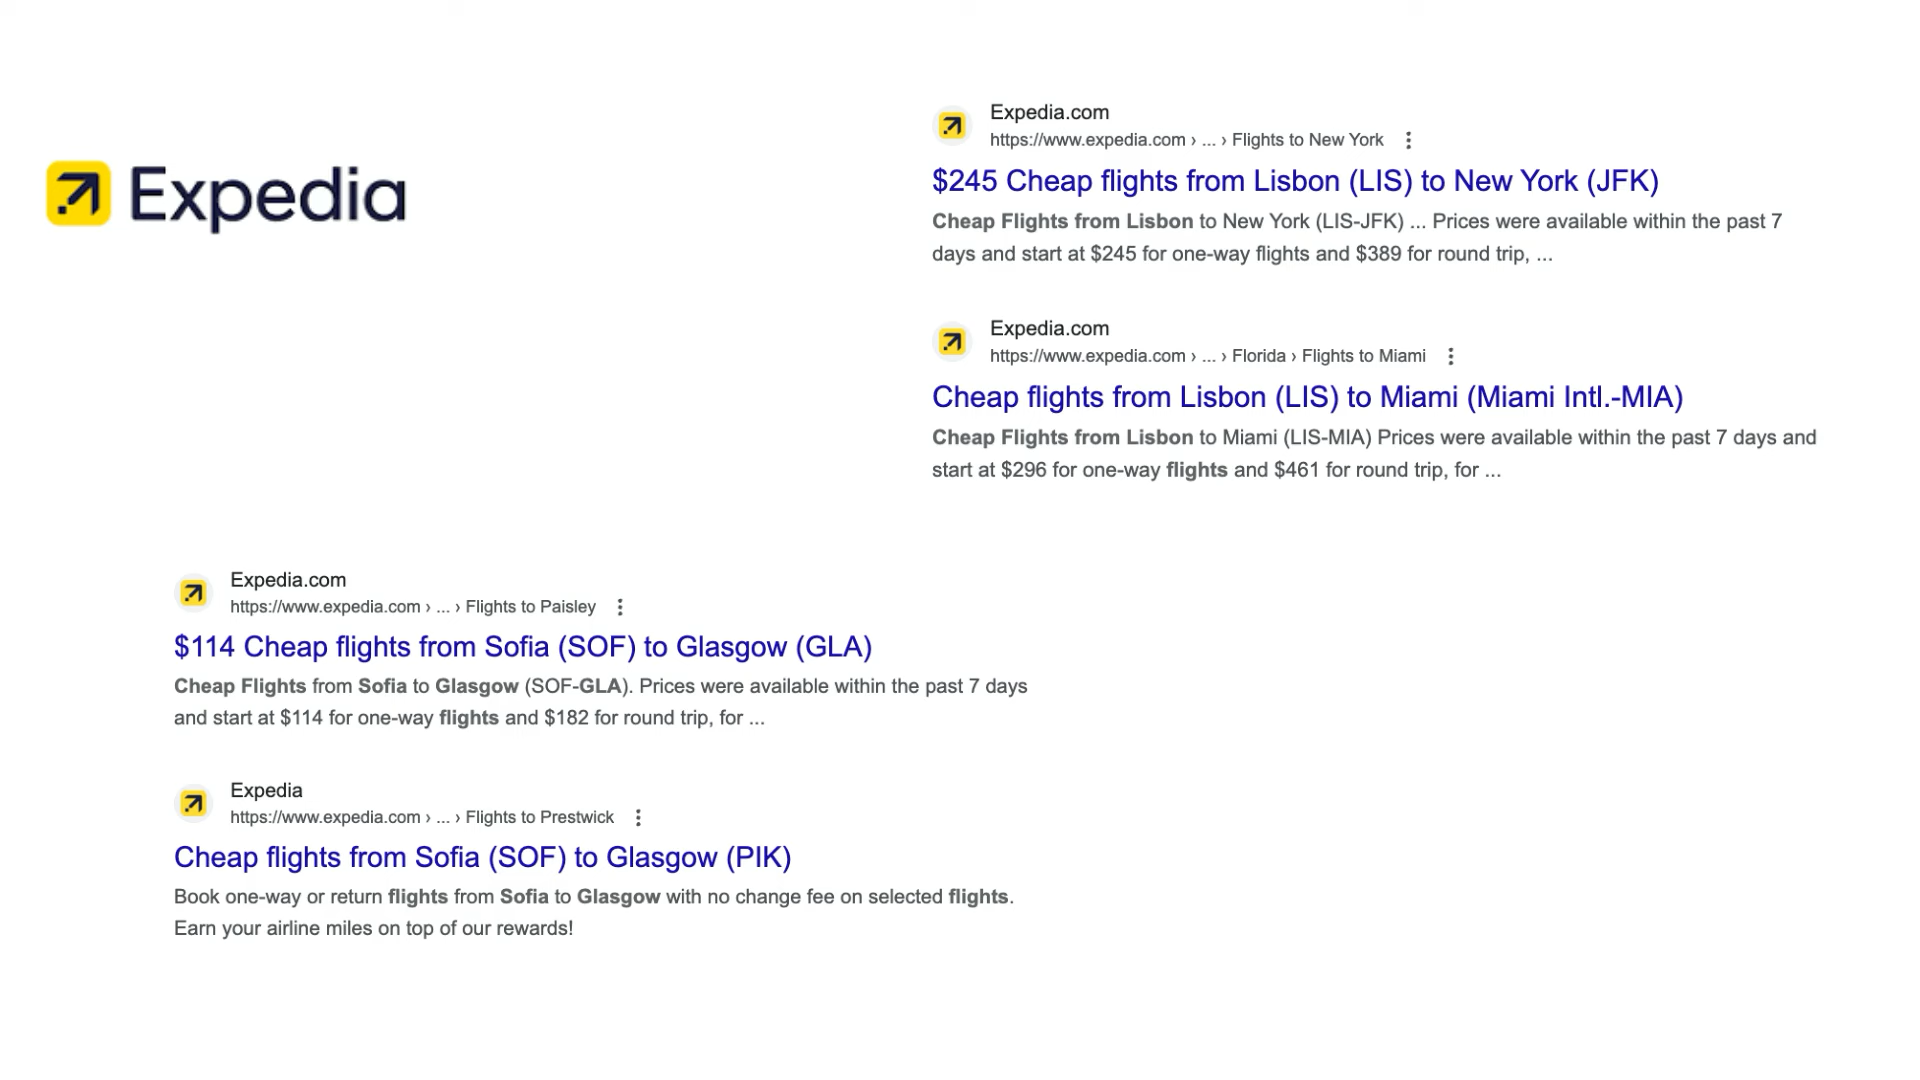 Expedia
Expedia.com
https://www.expedia.com › ... › Flights to New York
$245 Cheap flights from Lisbon (LIS) to New York (JFK)
Cheap Flights from Lisbon to New York (LIS-JFK) ... Prices were available within the past 7
days and start at $245 for one-way flights and $389 for round trip, ...
Expedia.com
https://www.expedia.com › ... › Florida › Flights to Miami
Cheap flights from Lisbon (LIS) to Miami (Miami Intl.-MIA)
Cheap Flights from Lisbon to Miami (LIS-MIA) Prices were available within the past 7 days and
start at $296 for one-way flights and $461 for round trip, for ...
Expedia.com
https://www.expedia.com › ... › Flights to Paisley
$114 Cheap flights from Sofia (SOF) to Glasgow (GLA)
Cheap Flights from Sofia to Glasgow (SOF-GLA). Prices were available within the past 7 days
and start at $114 for one-way flights and $182 for round trip, for ...
Expedia
https://www.expedia.com › ... › Flights to Prestwick
Cheap flights from Sofia (SOF) to Glasgow (PIK)
Book one-way or return flights from Sofia to Glasgow with no change fee on selected flights.
Earn your airline miles on top of our rewards!